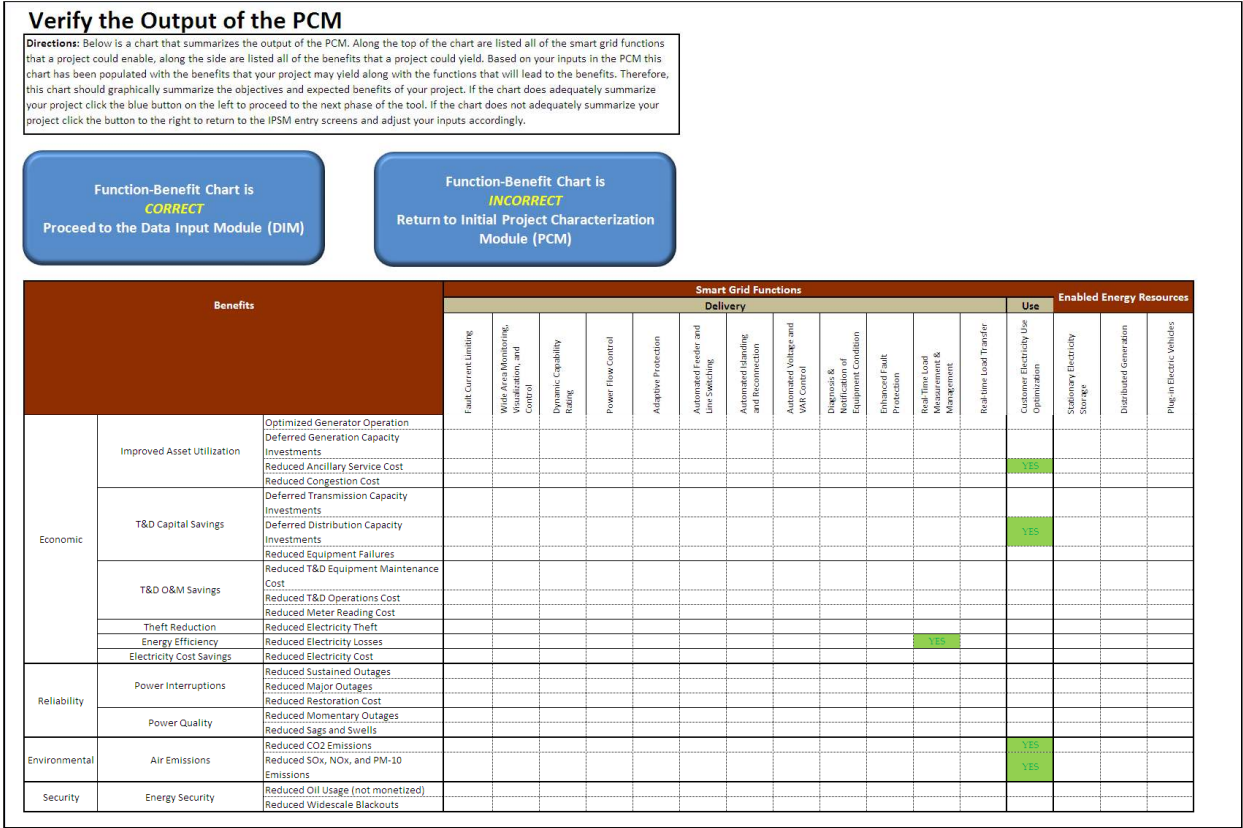 Verify the Output of the PCM
Directions: Below is a chart that summarizes the output of the PCM. Along the top of the chart are listed all of the smart grid functions
that a project could enable, along the side are listed all of the benefits that a project could yield. Based on your inputs in the PCM this
chart has been populated with the benefits that your project may yield along with the functions that will lead to the benefits. Therefore,
this chart should graphically summarize the objectives and expected benefits of your project. If the chart does adequately summarize
your project click the blue button on the left to proceed to the next phase of the tool. If the chart does not adequately summarize your
project click the button to the right to return to the IPSM entry screens and adjust your inputs accordingly.
Function-Benefit Chart is
CORRECT
Proceed to the Data Input Module (DIM)
Function-Benefit Chart is
INCORRECT
Return to Initial Project Characterization
Module (PCM)
Benefits
Smart Grid Functions
Enabled Energy Resources
Delivery
Use
Fault Current Limiting
Wide Area Monitoring,
Visualization, and
Control
Dynamic Capability
Rating
Power Flow Control
Adaptive Protection
Automated Feeder and
Line Switching
Automated Islanding
and Reconnection
Automated Voltage and
VAR Control
Diagnosis &
Notification of
Equipment Condition
Enhanced Fault
Protection
Real-Time Load
Measurement &
Management
Real-time Load Transfer
Customer Electricity Use
Optimization
Stationary Electricity
Storage
Distributed Generation
Plug-in Electric Vehicles
Economic
Improved Asset Utilization
Optimized Generator Operation
Deferred Generation Capacity
Investments
Reduced Ancillary Service Cost
YES
Reduced Congestion Cost
T&D Capital Savings
Deferred Transmission Capacity
Investments
Deferred Distribution Capacity
Investments
YES
Reduced Equipment Failures
T&D O&M Savings
Reduced T&D Equipment Maintenance
Cost
Reduced T&D Operations Cost
Reduced Meter Reading Cost
Theft Reduction
Reduced Electricity Theft
Energy Efficiency
Reduced Electricity Losses
YES
Electricity Cost Savings
Reduced Electricity Cost
Reliability
Power Interruptions
Reduced Sustained Outages
Reduced Major Outages
Reduced Restoration Cost
Power Quality
Reduced Momentary Outages
Reduced Sags and Swells
Environmental
Air Emissions
Reduced CO2 Emissions
YES
Reduced SOx, NOx, and PM-10
Emissions
YES
Security
Energy Security
Reduced Oil Usage (not monetized)
Reduced Widescale Blackouts